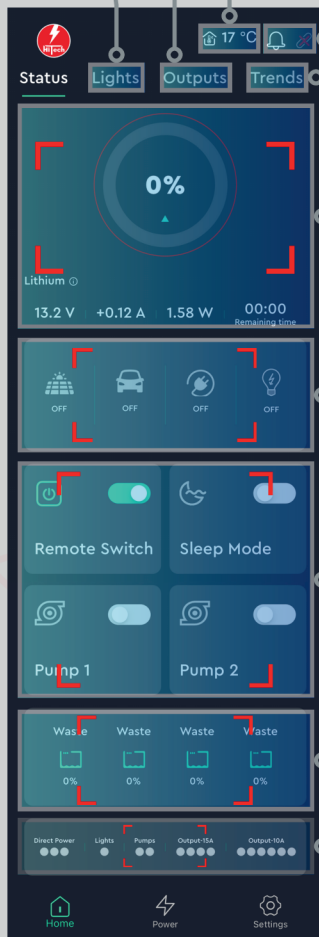 HiTech
17 °C
Status Lights Outputs Trends
0%
Lithium
13.2 V +0.12 A 1.58 W 00:00
Remaining time
OFF OFF OFF OFF
Remote Switch Sleep Mode
Pump 1 Pump 2
Waste Waste Waste Waste
0% 0% 0% 0%
Direct Power Lights Pumps Output-15A Output-10A
Home Power Settings